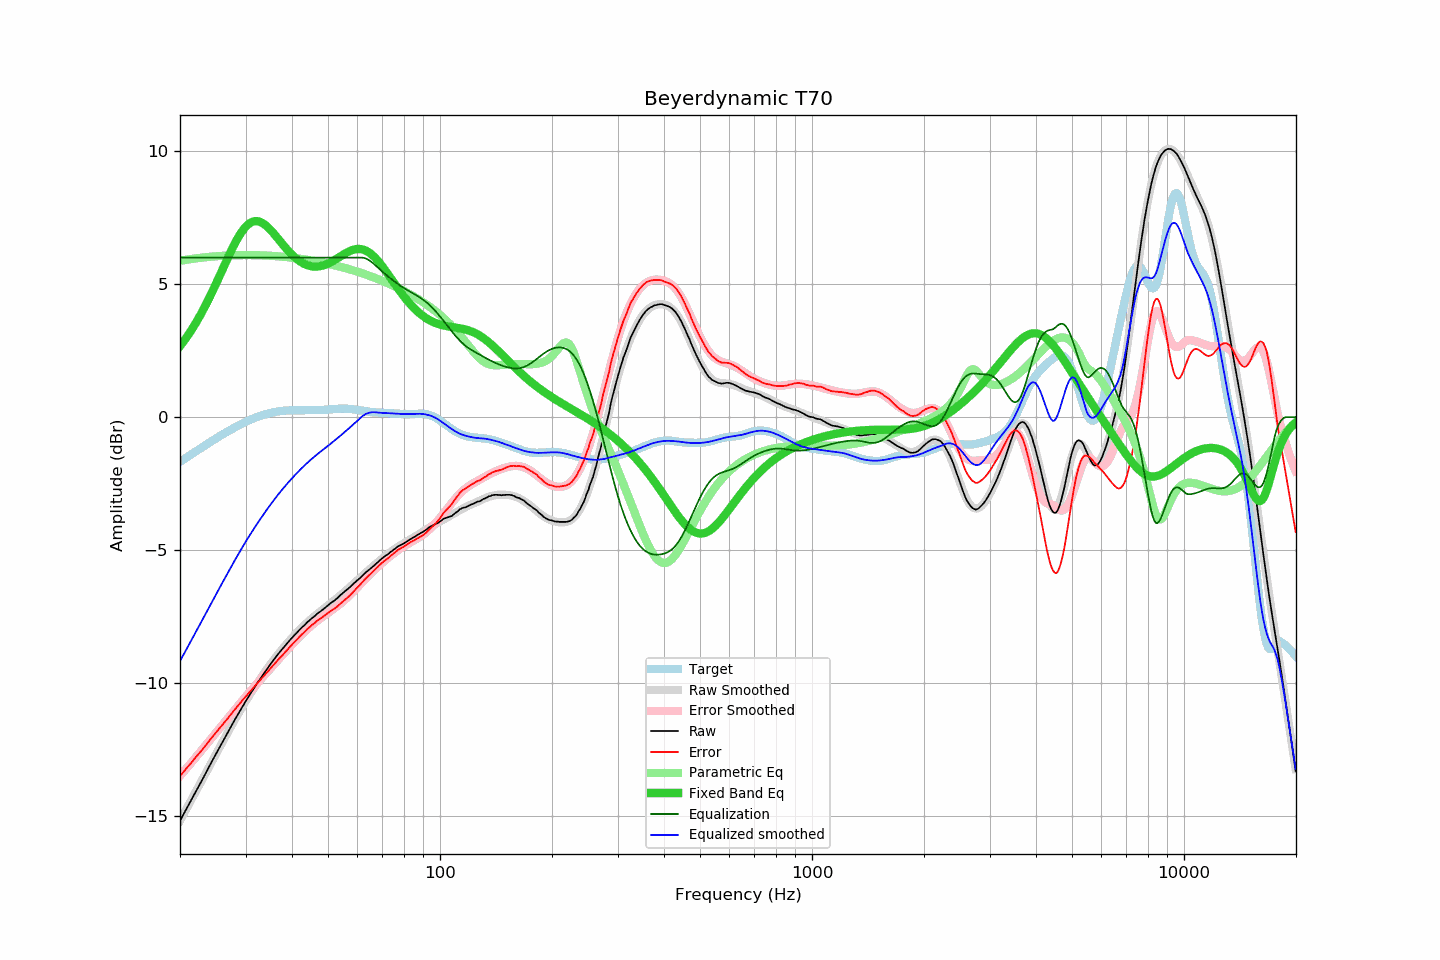 Beyerdynamic T70
10
5
0
−5
−10
−15
Amplitude (dBr)
100
1000
10000
Frequency (Hz)
Target
Raw Smoothed
Error Smoothed
Raw
Error
Parametric Eq
Fixed Band Eq
Equalization
Equalized smoothed